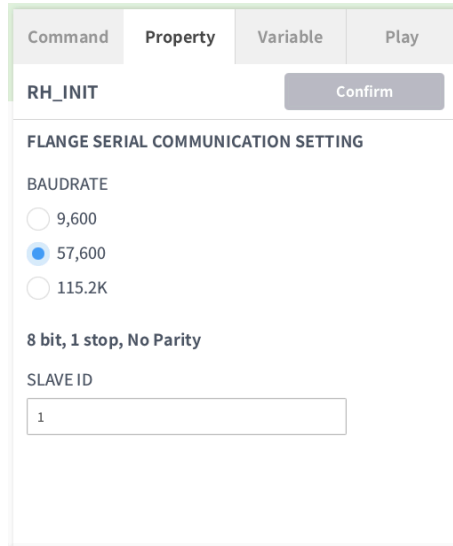 Command Property Variable Play
RH_INIT Confirm
FLANGE SERIAL COMMUNICATION SETTING
BAUDRATE
9,600
57,600
115.2K
8 bit, 1 stop, No Parity
SLAVE ID
1